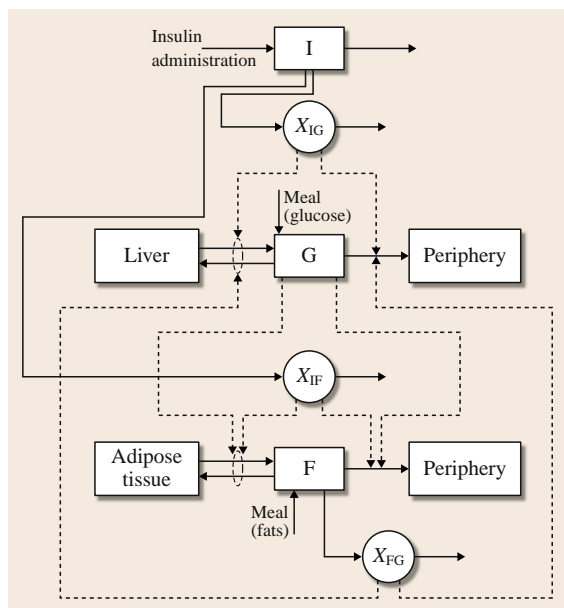 Insulin
administration
I
X_IG
Meal
(glucose)
Liver
G
Periphery
X_IF
Adipose
tissue
F
Periphery
Meal
(fats)
X_FG